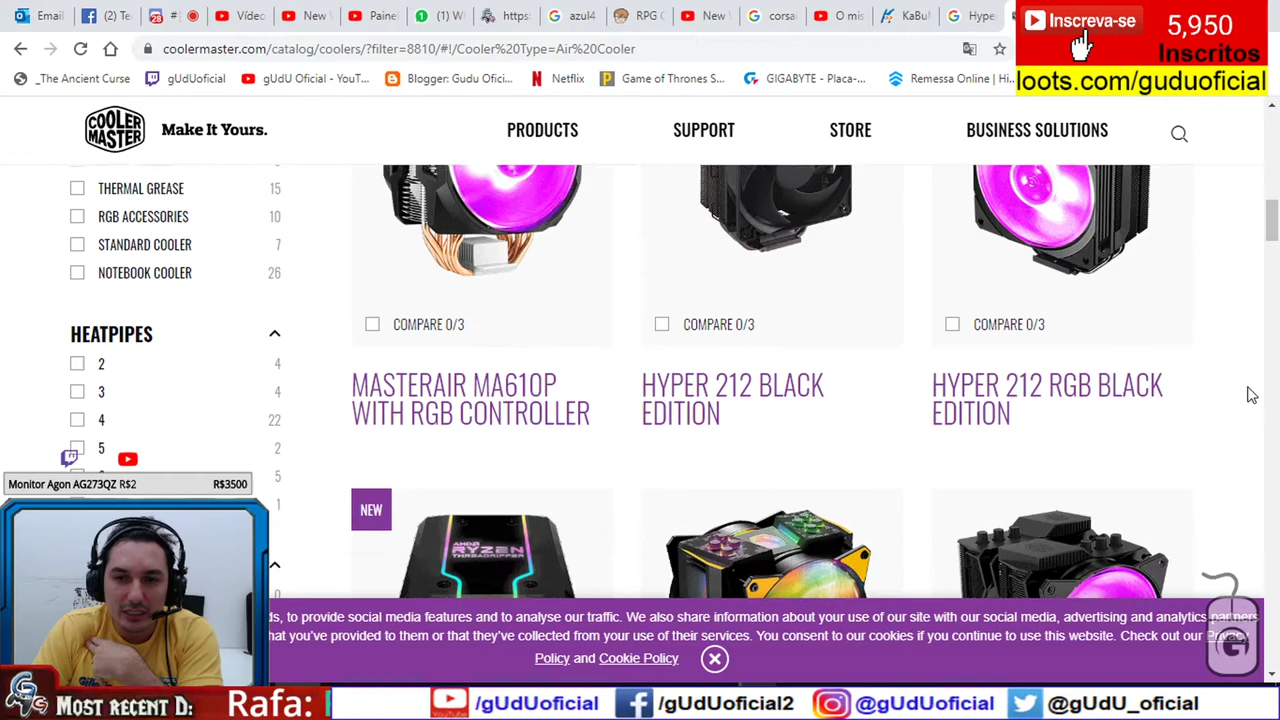 Email
f (2) T
28
#
Vídeo
New
Paine
(1) W
https:
azul4
RPG C
New V
corsa
O mis
KaBu
Hype
Inscreva-se
5,950
Inscritos
loots.com/guduoficial
coolermaster.com/catalog/coolers/?filter=8810/#!/Cooler%20Type=Air%20Cooler
_The Ancient Curse
gUdUoficial
gUdU Oficial - YouT...
Blogger: Gudu Ofici...
Netflix
Game of Thrones S...
GIGABYTE - Placa-...
Remessa Online | Hi...
COOLER MASTER
Make It Yours.
PRODUCTS
SUPPORT
STORE
BUSINESS SOLUTIONS
THERMAL GREASE 15
RGB ACCESSORIES 10
STANDARD COOLER 7
NOTEBOOK COOLER 26
HEATPIPES
2 4
3 4
4 22
5 2
5
1
0
COMPARE 0/3
COMPARE 0/3
COMPARE 0/3
MASTERAIR MA610P
WITH RGB CONTROLLER
HYPER 212 BLACK
EDITION
HYPER 212 RGB BLACK
EDITION
NEW
AMD
RYZEN
THREADRIPPER
Monitor Agon AG273QZ R$2 R$3500
ds, to provide social media features and to analyse our traffic. We also share information about your use of our site with our social media, advertising and analytics partners
hat you've provided to them or that they've collected from your use of their services. You consent to our cookies if you continue to use this website. Check out our Privacy
Policy and Cookie Policy
G
Most recent D:
Rafa:
/gUdUoficial
/gUdUoficial2
@gUdUoficial
@gUdU_oficial